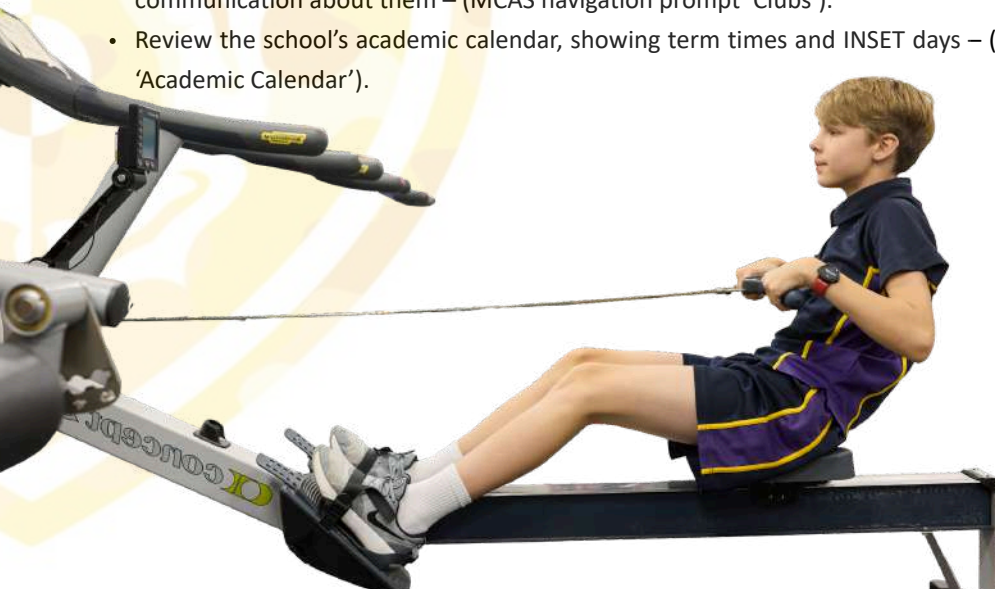 communication about them – (MCAS navigation prompt 'Clubs').
• Review the school's academic calendar, showing term times and INSET days – (
'Academic Calendar').
concept